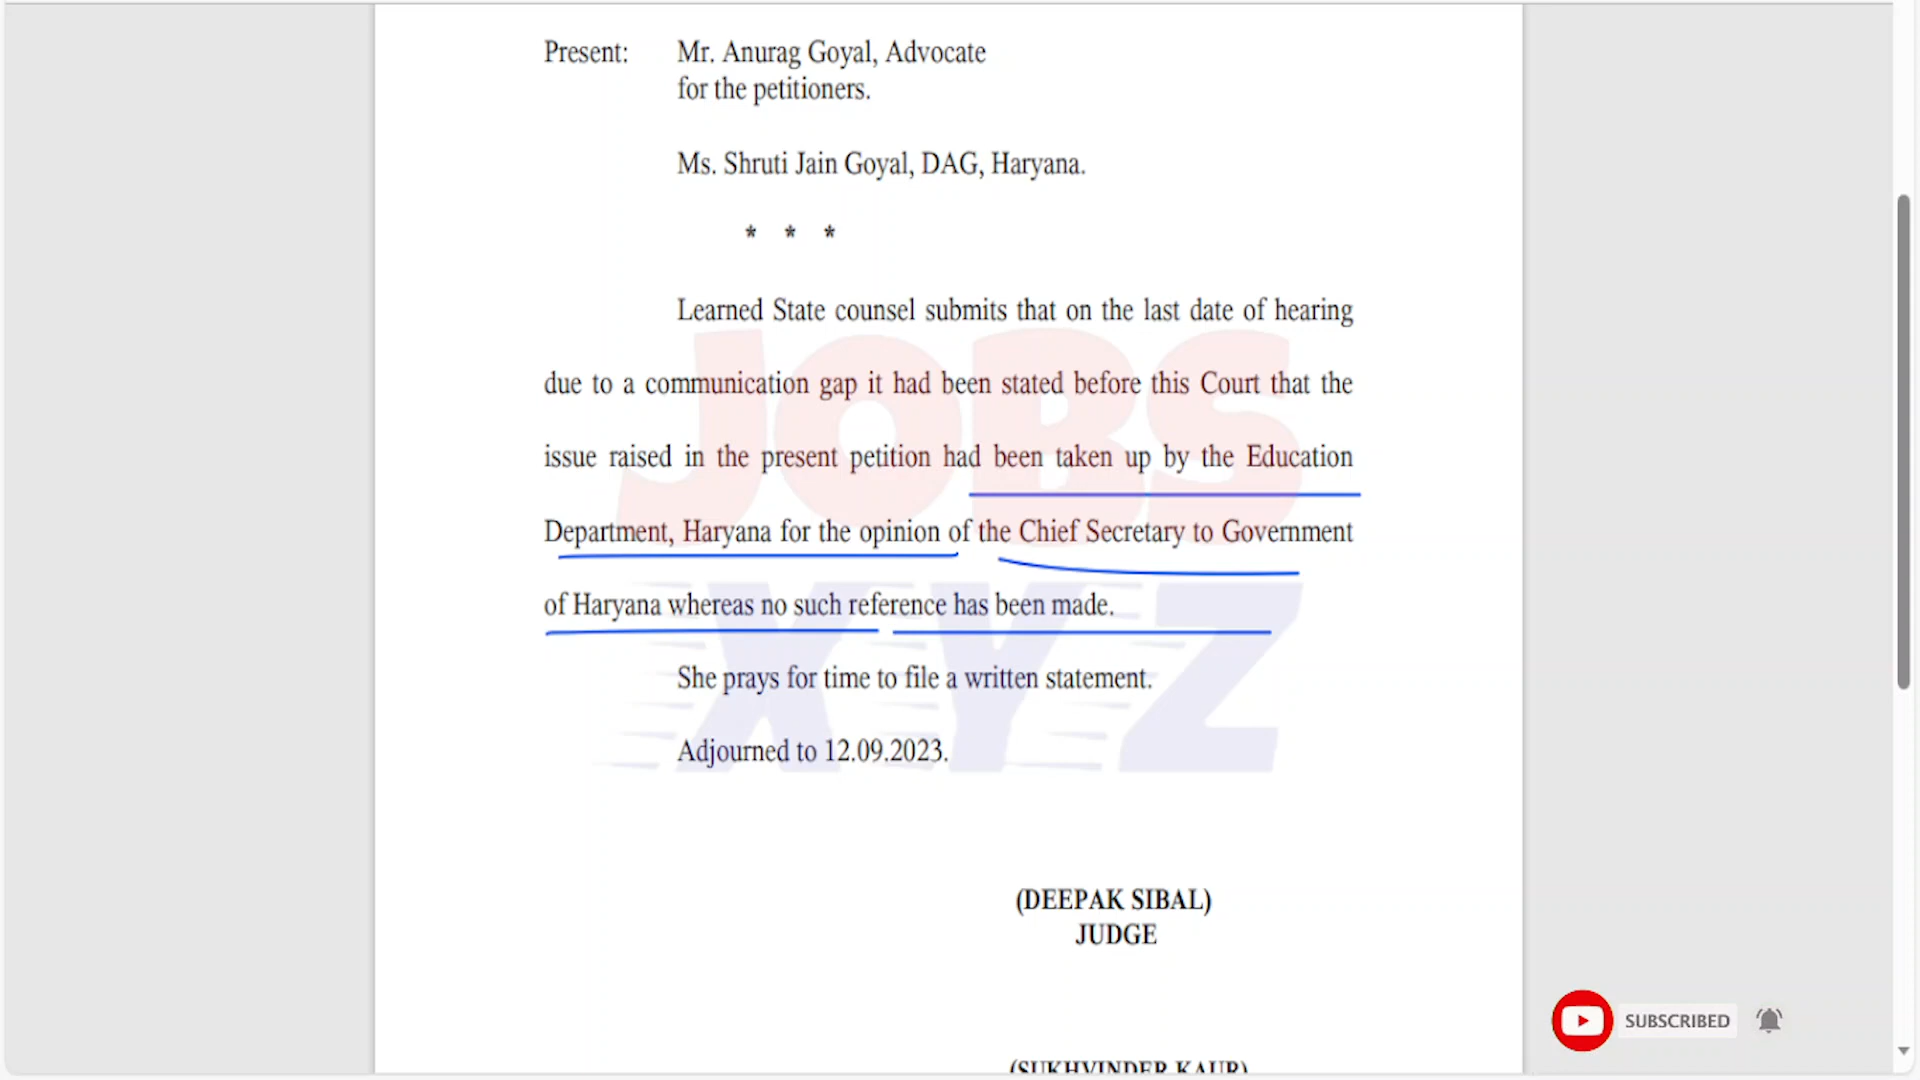 Present: Mr. Anurag Goyal, Advocate
for the petitioners.
Ms. Shruti Jain Goyal, DAG, Haryana.
* * *
Learned State counsel submits that on the last date of hearing
due to a communication gap it had been stated before this Court that the
issue raised in the present petition had been taken up by the Education
Department, Haryana for the opinion of the Chief Secretary to Government
of Haryana whereas no such reference has been made.
She prays for time to file a written statement.
Adjourned to 12.09.2023.
JOBS
XYZ
(DEEPAK SIBAL)
JUDGE
(SUKHVINDER KAUR)
SUBSCRIBED